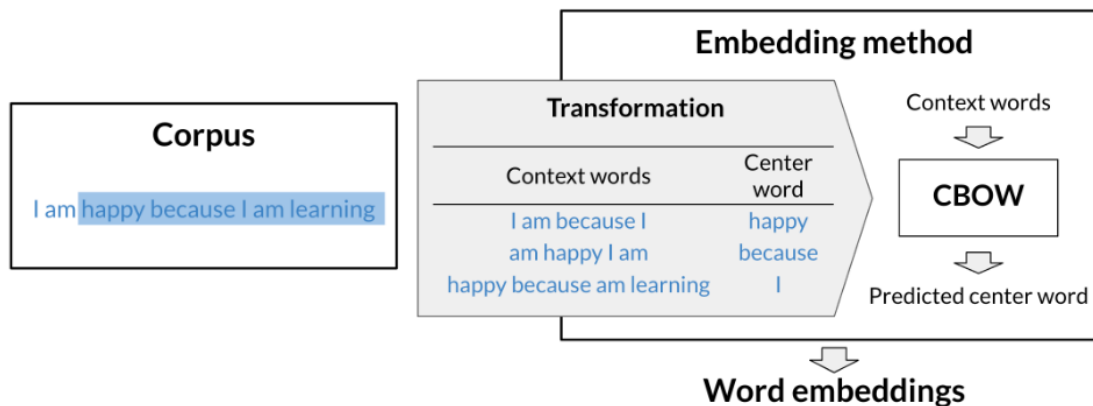 Corpus
I am happy because I am learning
Embedding method
Transformation
Context words
Center
word
I am because I
happy
am happy I am
because
happy because am learning
I
Context words
CBOW
Predicted center word
Word embeddings